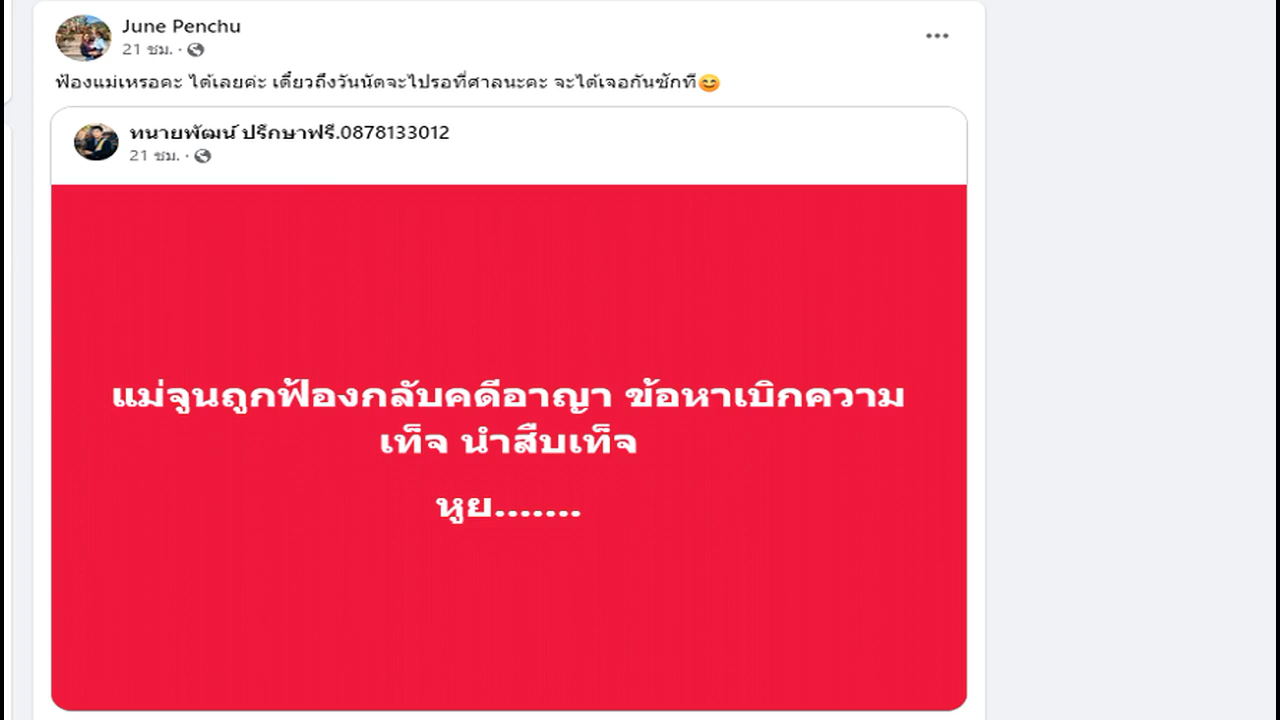 June Penchu
21 ชม. ·
ฟ้องแม่เหรอคะ ได้เลยค่ะ เดี๋ยวถึงวันนัดจะไปรอที่ศาลนะคะ จะได้เจอกันซักที😊
ทนายพัฒน์ ปรึกษาฟรี.0878133012
21 ชม. ·
แม่จูนถูกฟ้องกลับคดีอาญา ข้อหาเบิกความ
เท็จ นำสืบเท็จ
หูย.......